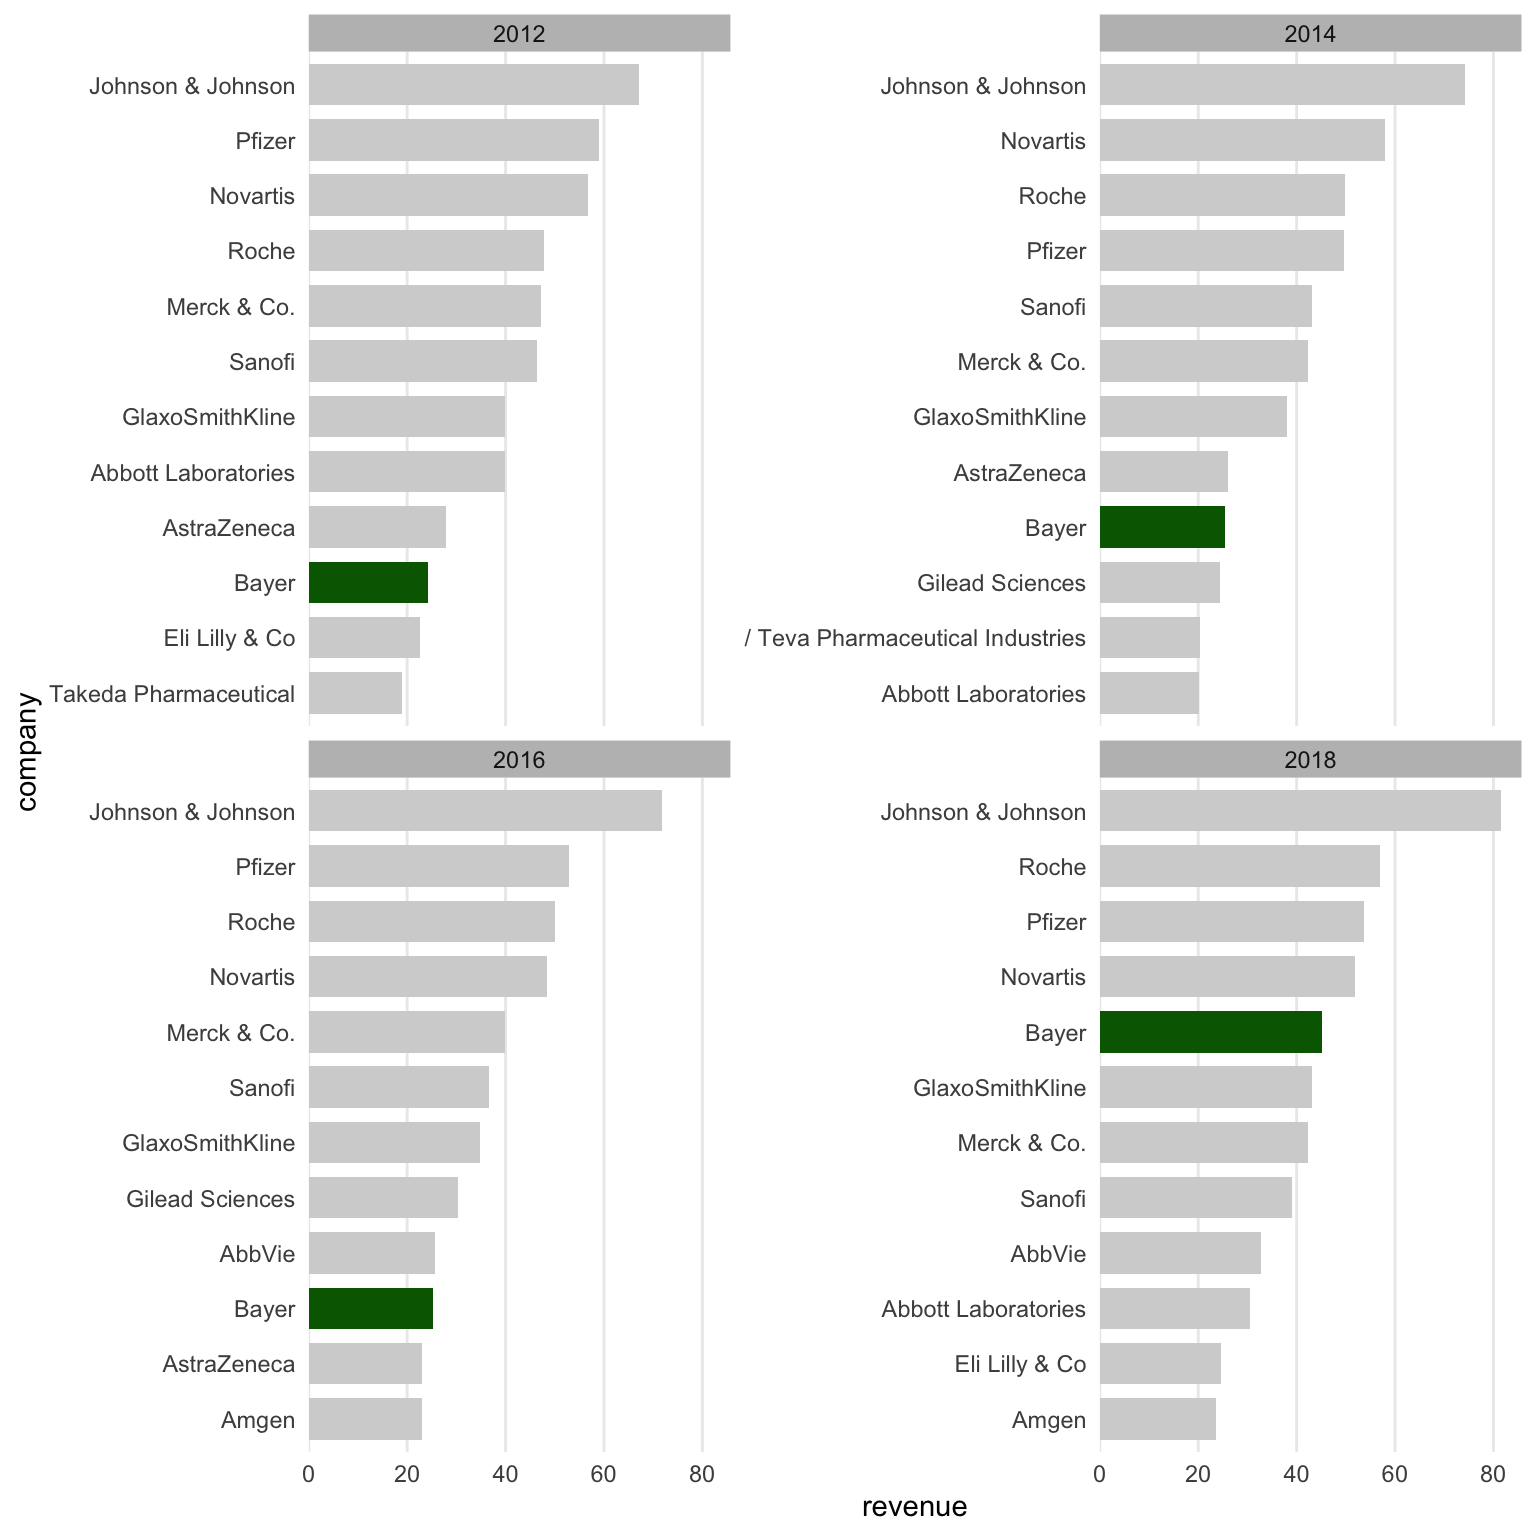 2012
Johnson & Johnson
Pfizer
Novartis
Roche
Merck & Co.
Sanofi
GlaxoSmithKline
Abbott Laboratories
AstraZeneca
Bayer
Eli Lilly & Co
Takeda Pharmaceutical
2014
Johnson & Johnson
Novartis
Roche
Pfizer
Sanofi
Merck & Co.
GlaxoSmithKline
AstraZeneca
Bayer
Gilead Sciences
/ Teva Pharmaceutical Industries
Abbott Laboratories
company
2016
Johnson & Johnson
Pfizer
Roche
Novartis
Merck & Co.
Sanofi
GlaxoSmithKline
Gilead Sciences
AbbVie
Bayer
AstraZeneca
Amgen
0 20 40 60 80
2018
Johnson & Johnson
Roche
Pfizer
Novartis
Bayer
GlaxoSmithKline
Merck & Co.
Sanofi
AbbVie
Abbott Laboratories
Eli Lilly & Co
Amgen
0 20 40 60 80
revenue